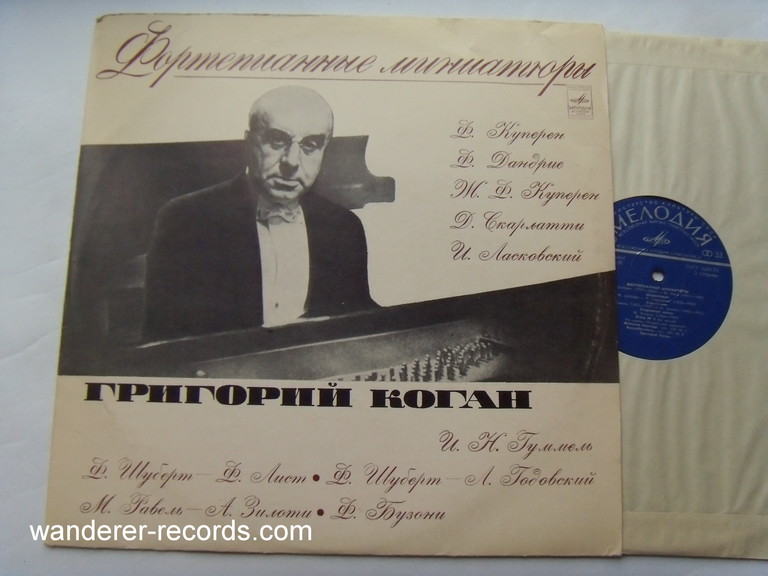 Фортепианные миниатюры
Ф. Куперен
Ф. Дандрие
Ж. Ф. Куперен
Д. Скарлатти
И. Ласковский
МЕЛОДИЯ
33
ГРИГОРИЙ КОГАН
И. Н. Гуммель
Ф. Шуберт — Ф. Лист • Ф. Шуберт — Л. Годовский
М. Равель — А. Зилоти • Ф. Бузони
wanderer-records.com